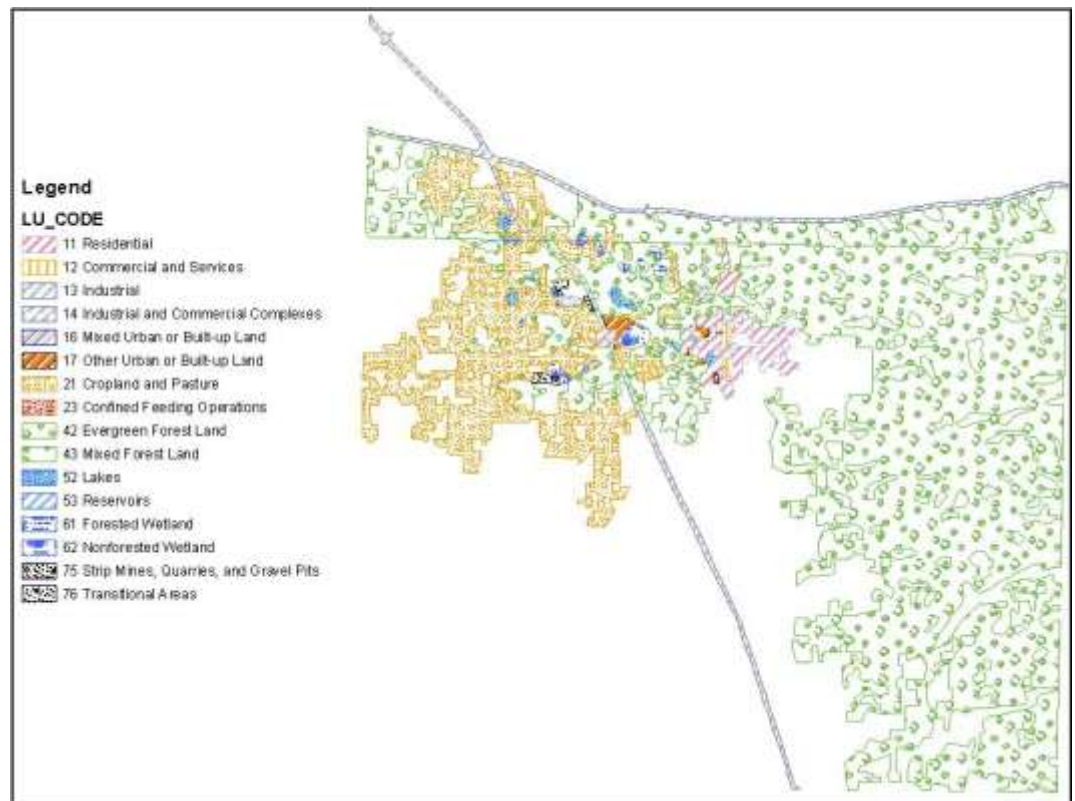 Legend
LU_CODE
11 Residential
12 Commercial and Services
13 Industrial
14 Industrial and Commercial Complexes
16 Mixed Urban or Built-up Land
17 Other Urban or Built-up Land
21 Cropland and Pasture
23 Confined Feeding Operations
42 Evergreen Forest Land
43 Mixed Forest Land
52 Lakes
53 Reservoirs
61 Forested Wetland
62 Nonforested Wetland
75 Strip Mines, Quarries, and Gravel Pits
76 Transitional Areas